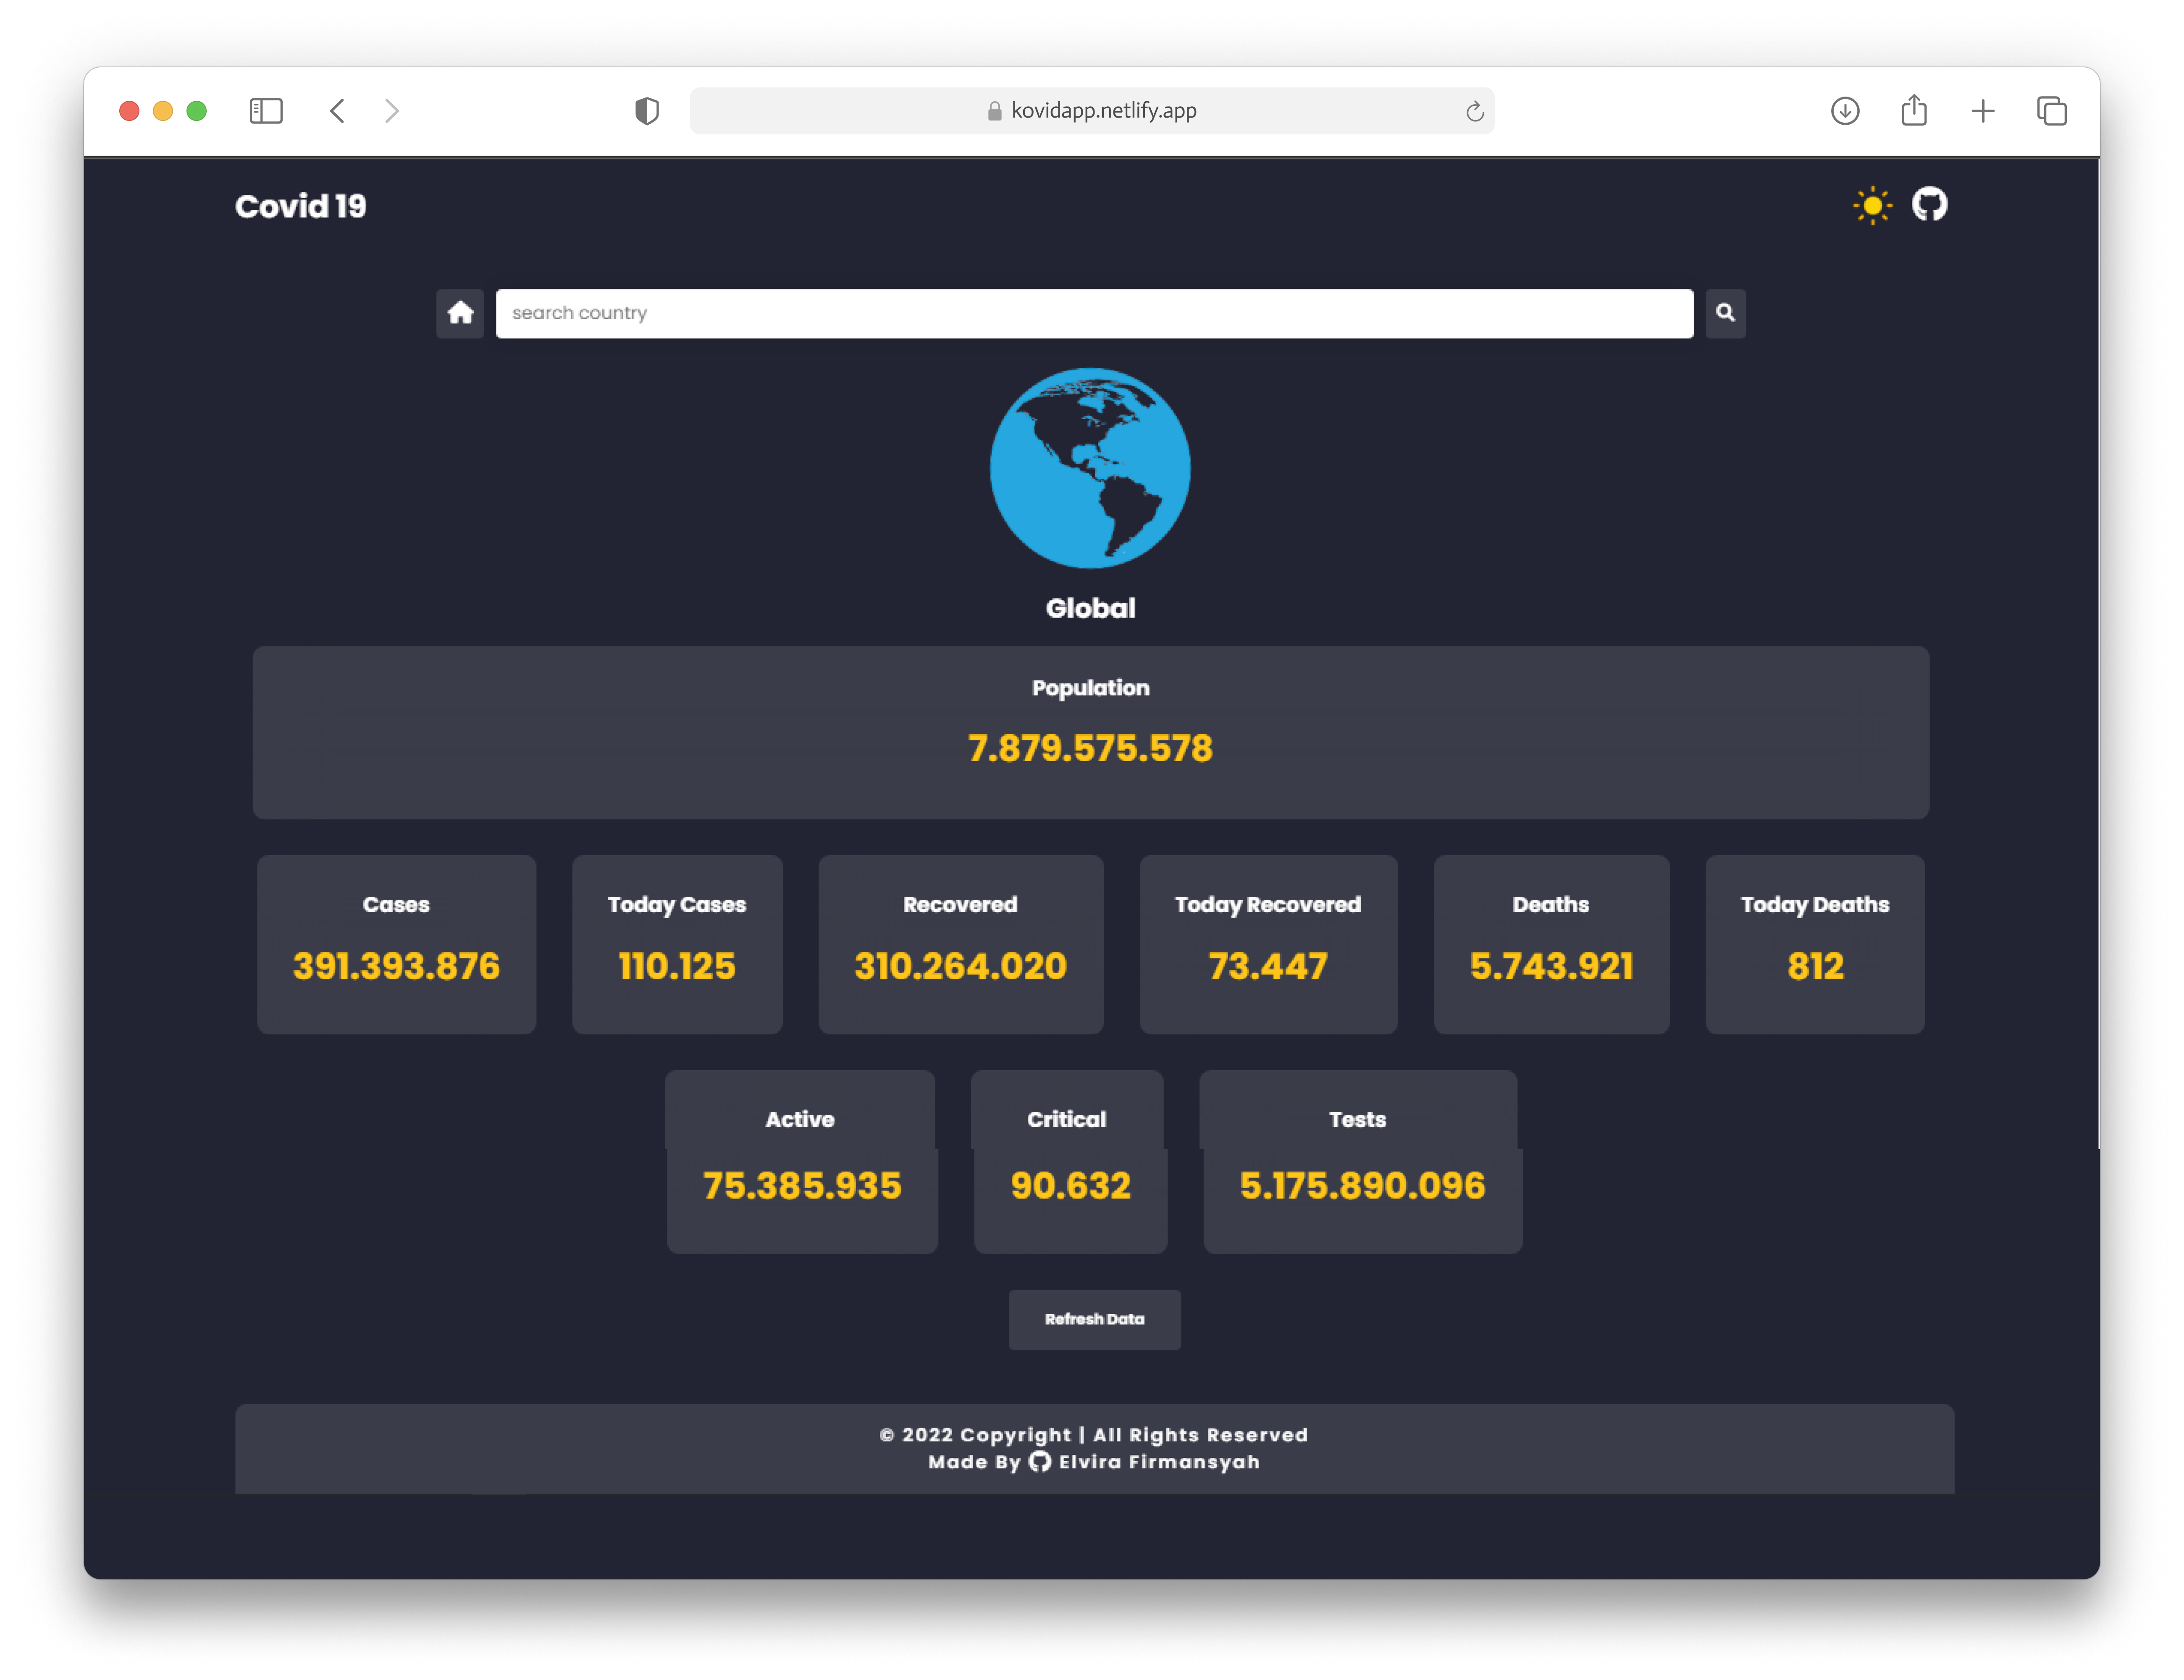 kovidapp.netlify.app
Covid 19
search country
Global
Population
7.879.575.578
Cases
391.393.876
Today Cases
110.125
Recovered
310.264.020
Today Recovered
73.447
Deaths
5.743.921
Today Deaths
812
Active
75.385.935
Critical
90.632
Tests
5.175.890.096
Refresh Data
© 2022 Copyright | All Rights Reserved
Made By Elvira Firmansyah